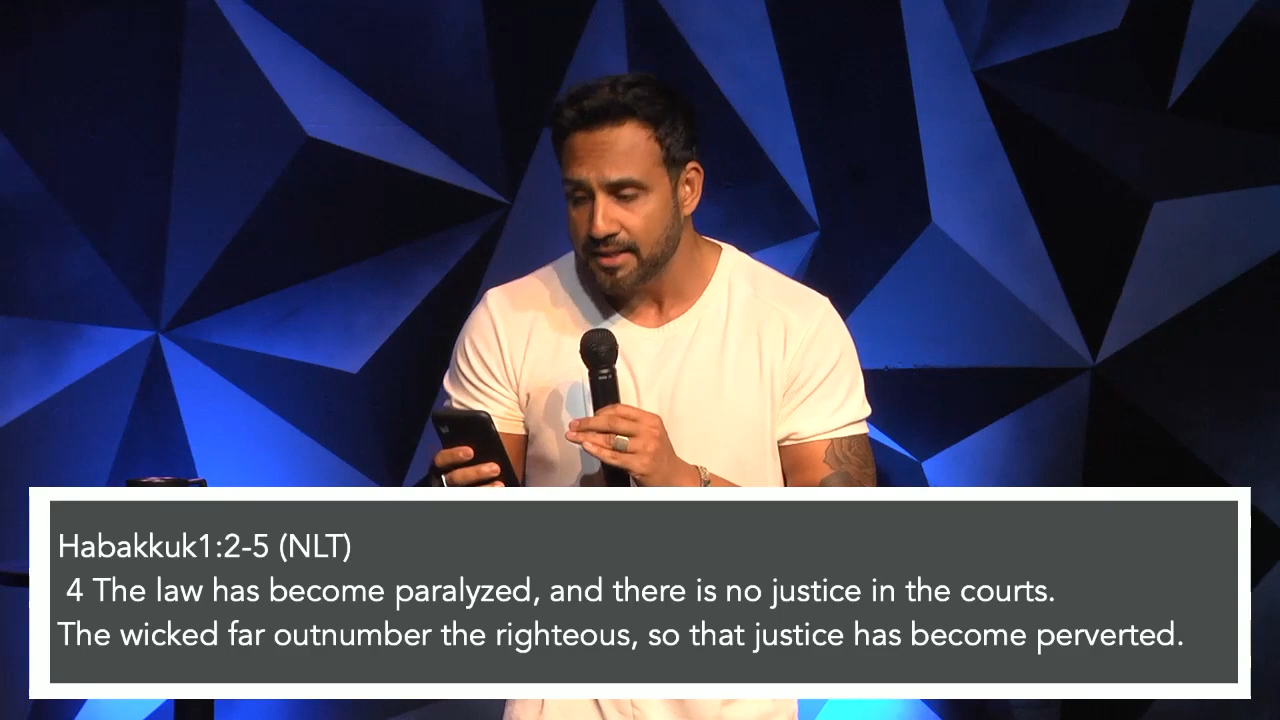 Habakkuk1:2-5 (NLT)
4 The law has become paralyzed, and there is no justice in the courts.
The wicked far outnumber the righteous, so that justice has become perverted.